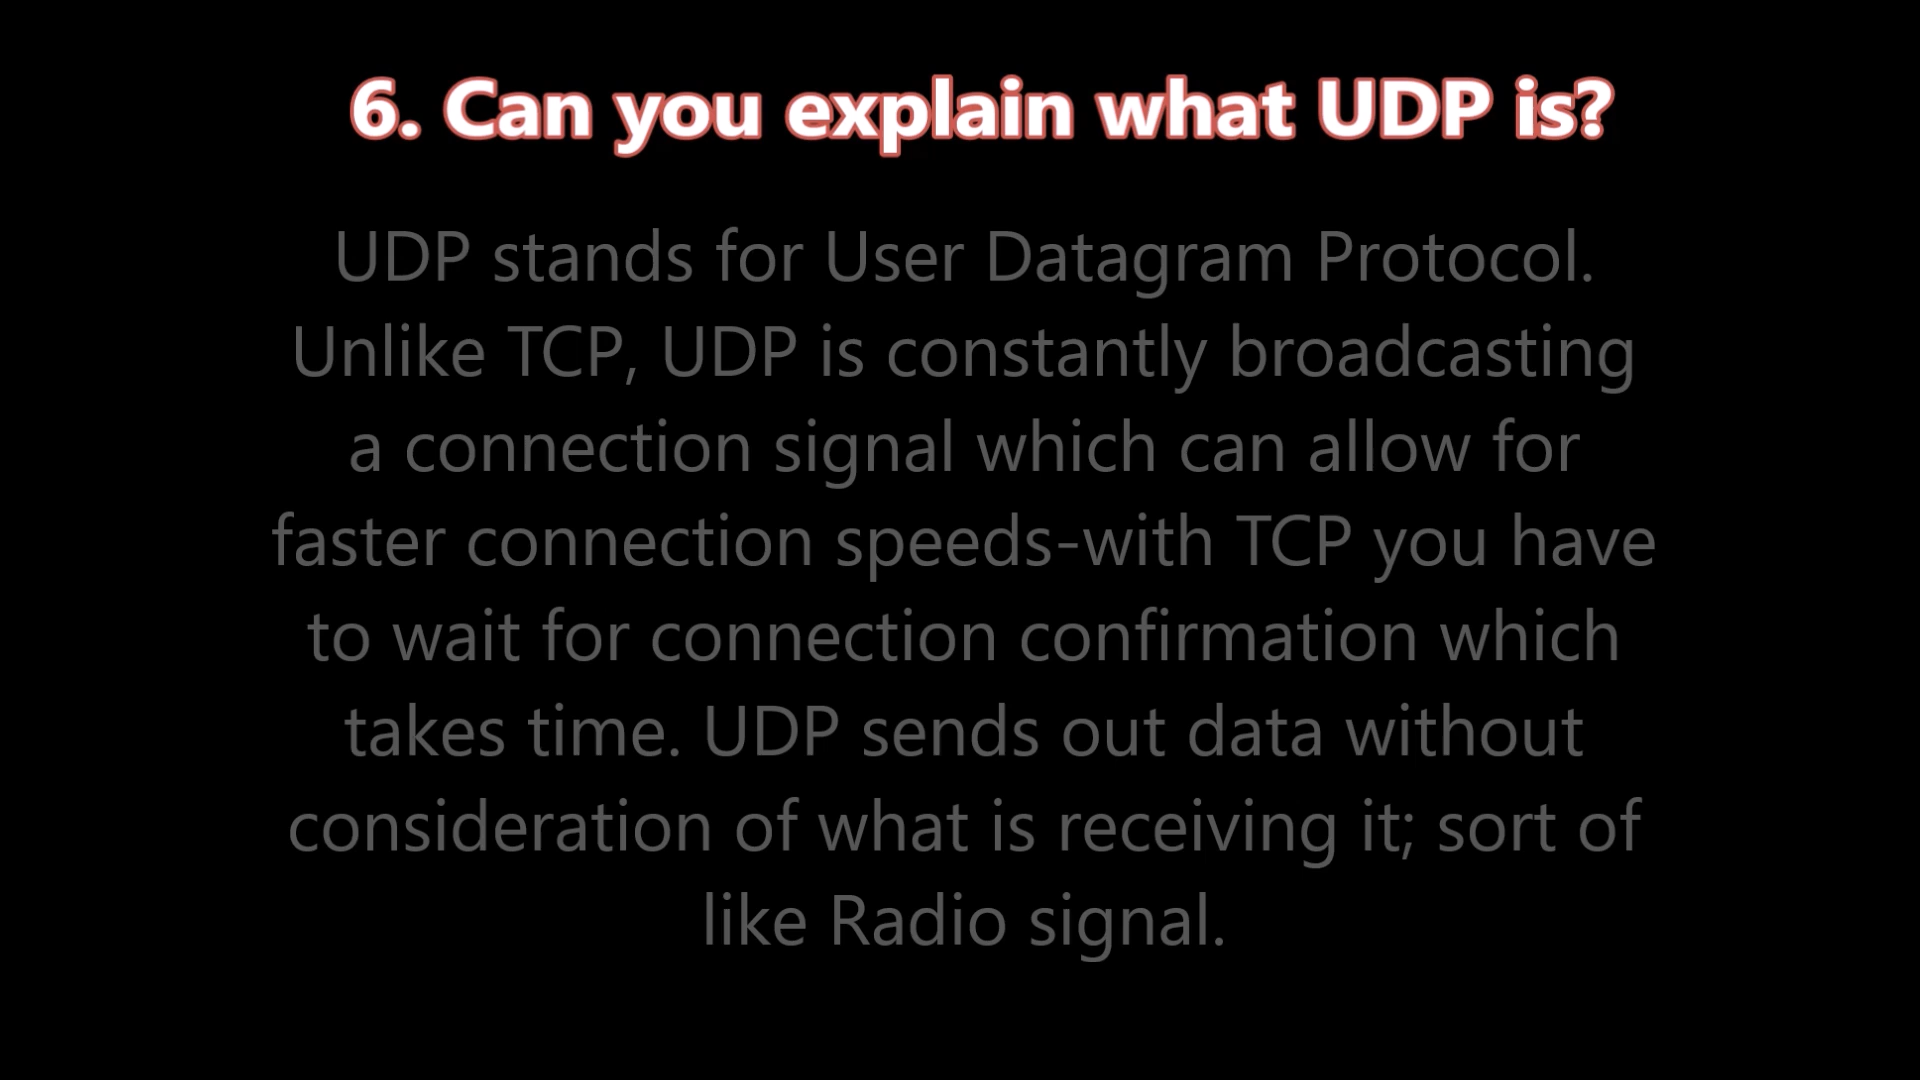 6. Can you explain what UDP is?
UDP stands for User Datagram Protocol.
Unlike TCP, UDP is constantly broadcasting
a connection signal which can allow for
faster connection speeds-with TCP you have
to wait for connection confirmation which
takes time. UDP sends out data without
consideration of what is receiving it; sort of
like Radio signal.